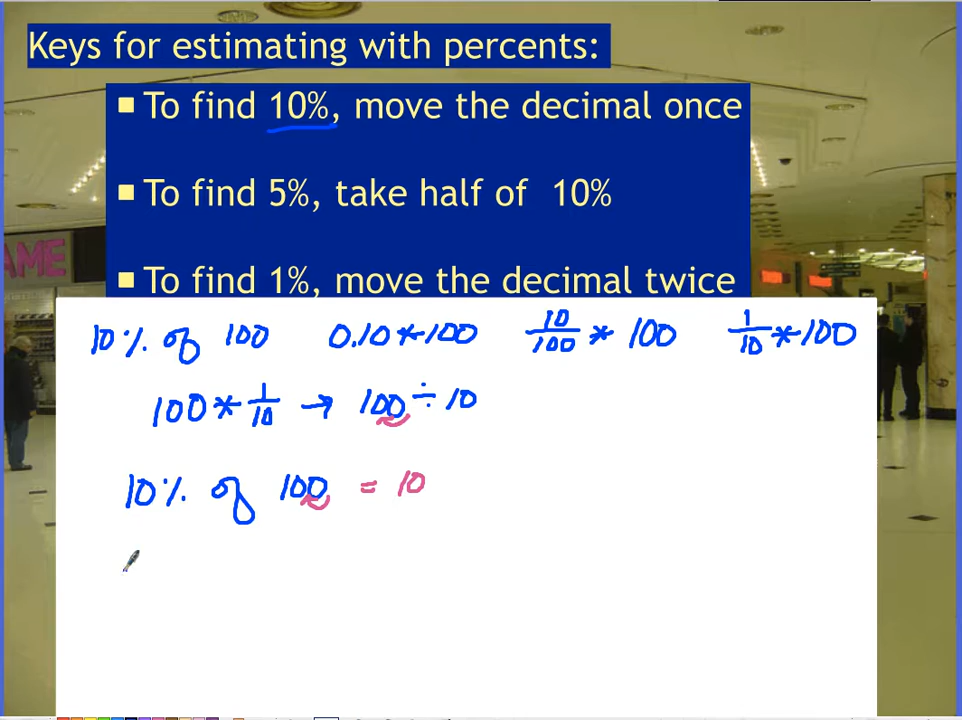 Keys for estimating with percents:
▪ To find 10%, move the decimal once
▪ To find 5%, take half of 10%
▪ To find 1%, move the decimal twice
AME
10% of 100 0.10*100 10/100 * 100 1/10 *100
100 * 1/10 → 100 ÷ 10
10% of 100 = 10